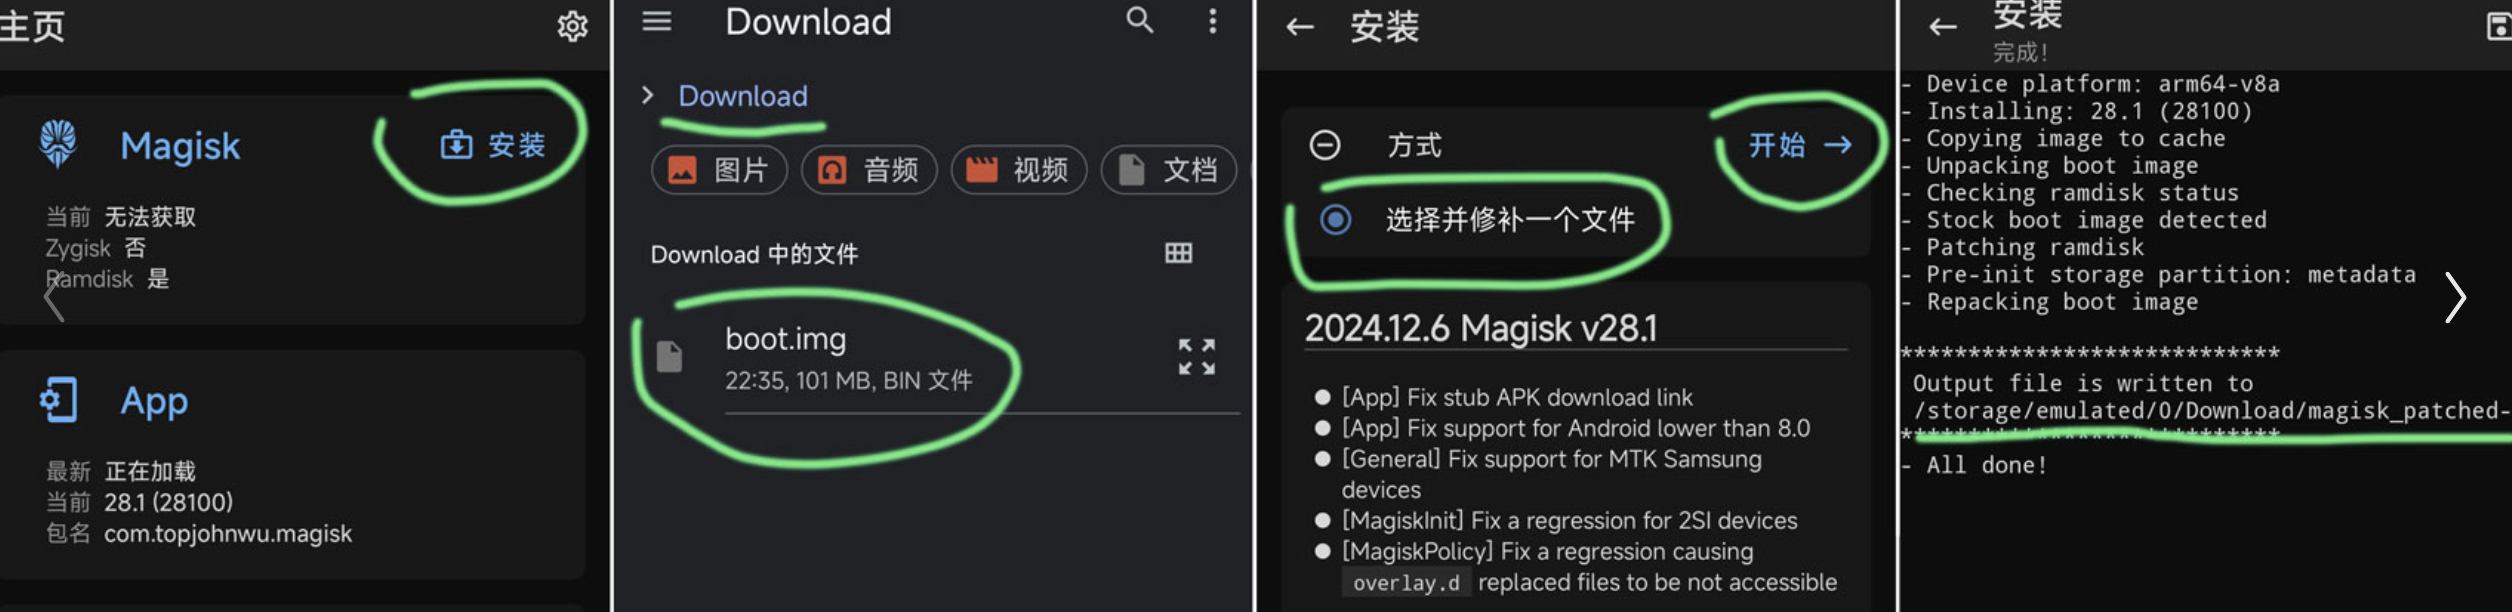 主页
Magisk
安装
当前 无法获取
Zygisk 否
Ramdisk 是
App
最新 正在加载
当前 28.1 (28100)
包名 com.topjohnwu.magisk
Download
Download
图片
音频
视频
文档
Download 中的文件
boot.img
22:35, 101 MB, BIN 文件
安装
方式
开始 →
选择并修补一个文件
2024.12.6 Magisk v28.1
[App] Fix stub APK download link
[App] Fix support for Android lower than 8.0
[General] Fix support for MTK Samsung
devices
[MagiskInit] Fix a regression for 2SI devices
[MagiskPolicy] Fix a regression causing
overlay.d replaced files to be not accessible
安装
完成!
- Device platform: arm64-v8a
- Installing: 28.1 (28100)
- Copying image to cache
- Unpacking boot image
- Checking ramdisk status
- Stock boot image detected
- Patching ramdisk
- Pre-init storage partition: metadata
- Repacking boot image
****************************
Output file is written to
/storage/emulated/0/Download/magisk_patched-
****************************
- All done!